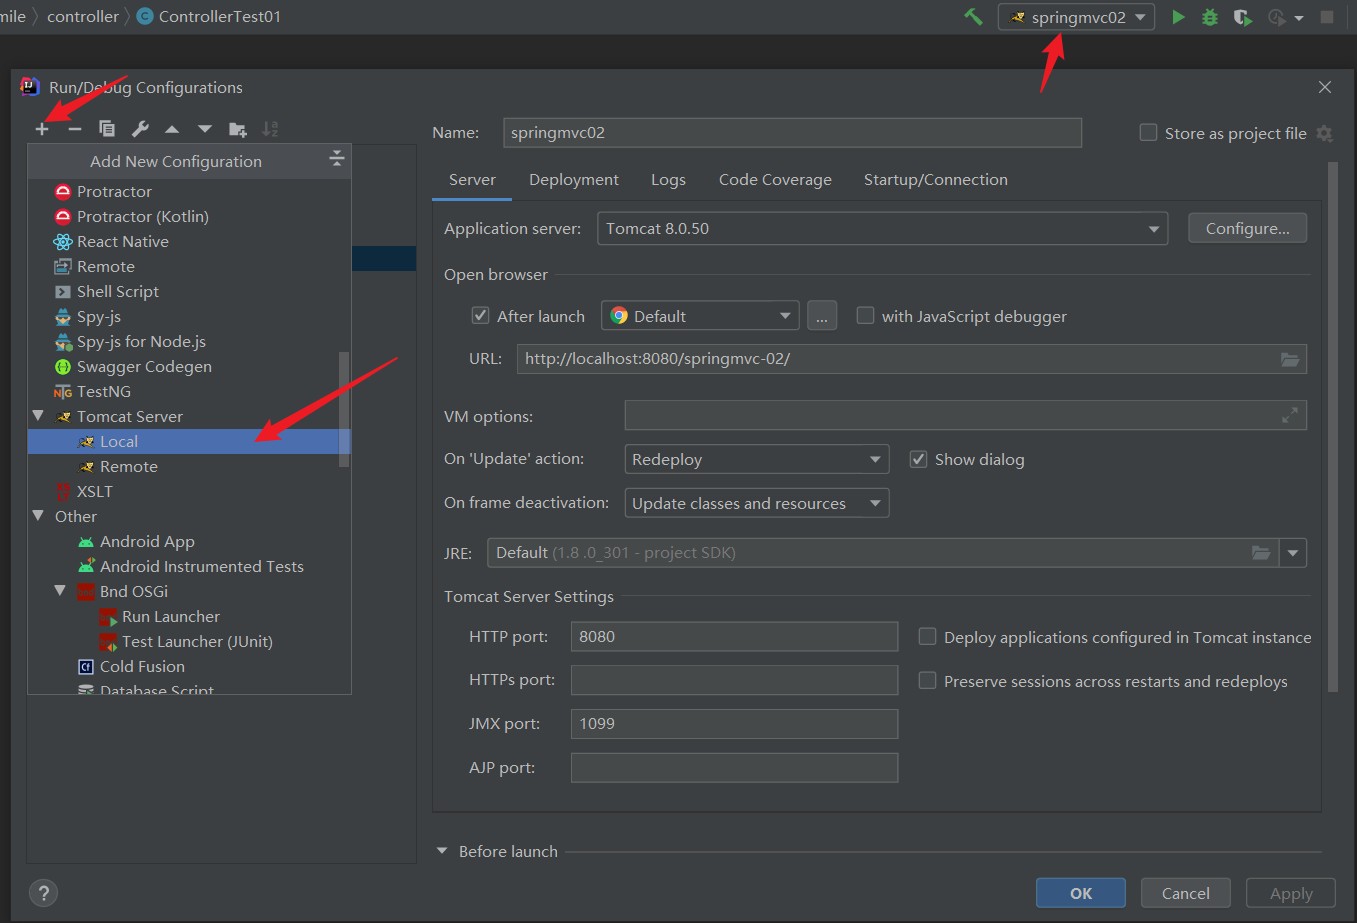 mile
controller
ControllerTest01
springmvc02
Run/Debug Configurations
Add New Configuration
Protractor
Protractor (Kotlin)
React Native
Remote
Shell Script
Spy-js
Spy-js for Node.js
Swagger Codegen
TestNG
Tomcat Server
Local
Remote
XSLT
Other
Android App
Android Instrumented Tests
Bnd OSGi
Run Launcher
Test Launcher (JUnit)
Cold Fusion
Database Script
Name: springmvc02
Store as project file
Server Deployment Logs Code Coverage Startup/Connection
Application server: Tomcat 8.0.50 Configure...
Open browser
After launch Default ... with JavaScript debugger
URL: http://localhost:8080/springmvc-02/
VM options:
On 'Update' action: Redeploy Show dialog
On frame deactivation: Update classes and resources
JRE: Default (1.8 .0_301 - project SDK)
Tomcat Server Settings
HTTP port: 8080 Deploy applications configured in Tomcat instance
HTTPs port: Preserve sessions across restarts and redeploys
JMX port: 1099
AJP port:
Before launch
? OK Cancel Apply